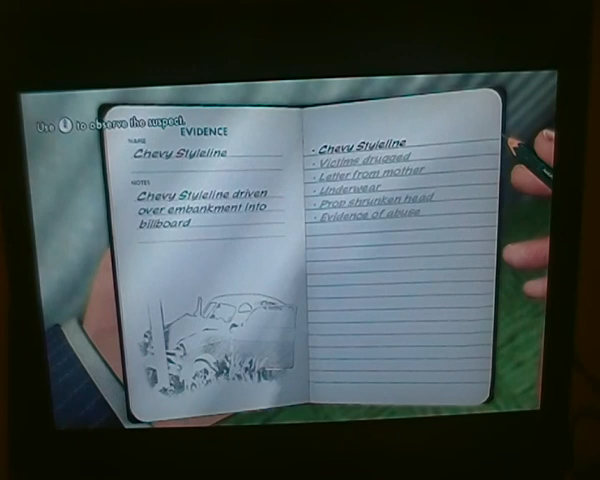 Use L to observe the suspect.
EVIDENCE
NAME
Chevy Styleline
NOTES
Chevy Styleline driven
over embankment into
billboard
· Chevy Styleline
· Victims drugged
· Letter from mother
· Underwear
· Prop shrunken head
· Evidence of abuse